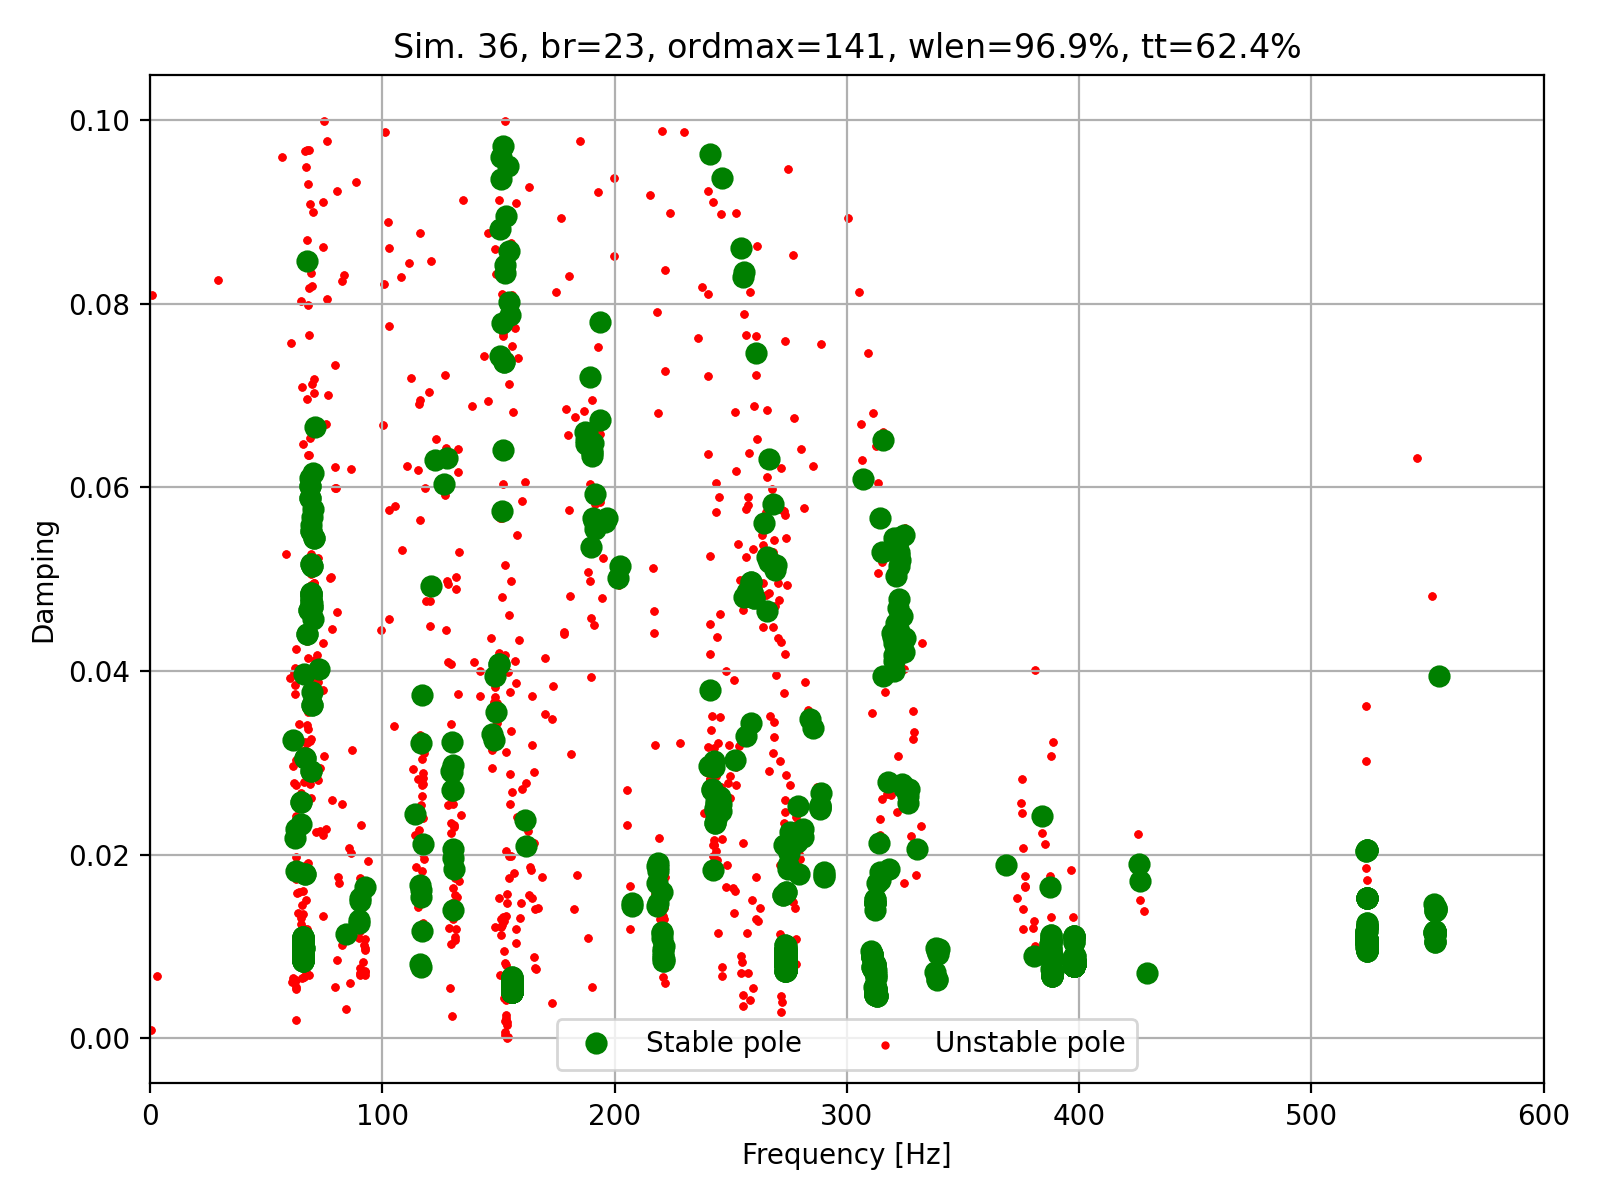 Sim. 36, br=23, ordmax=141, wlen=96.9%, tt=62.4%
0.10
0.08
0.06
0.04
0.02
0.00
Damping
0 100 200 300 400 500 600
Frequency [Hz]
Stable pole Unstable pole